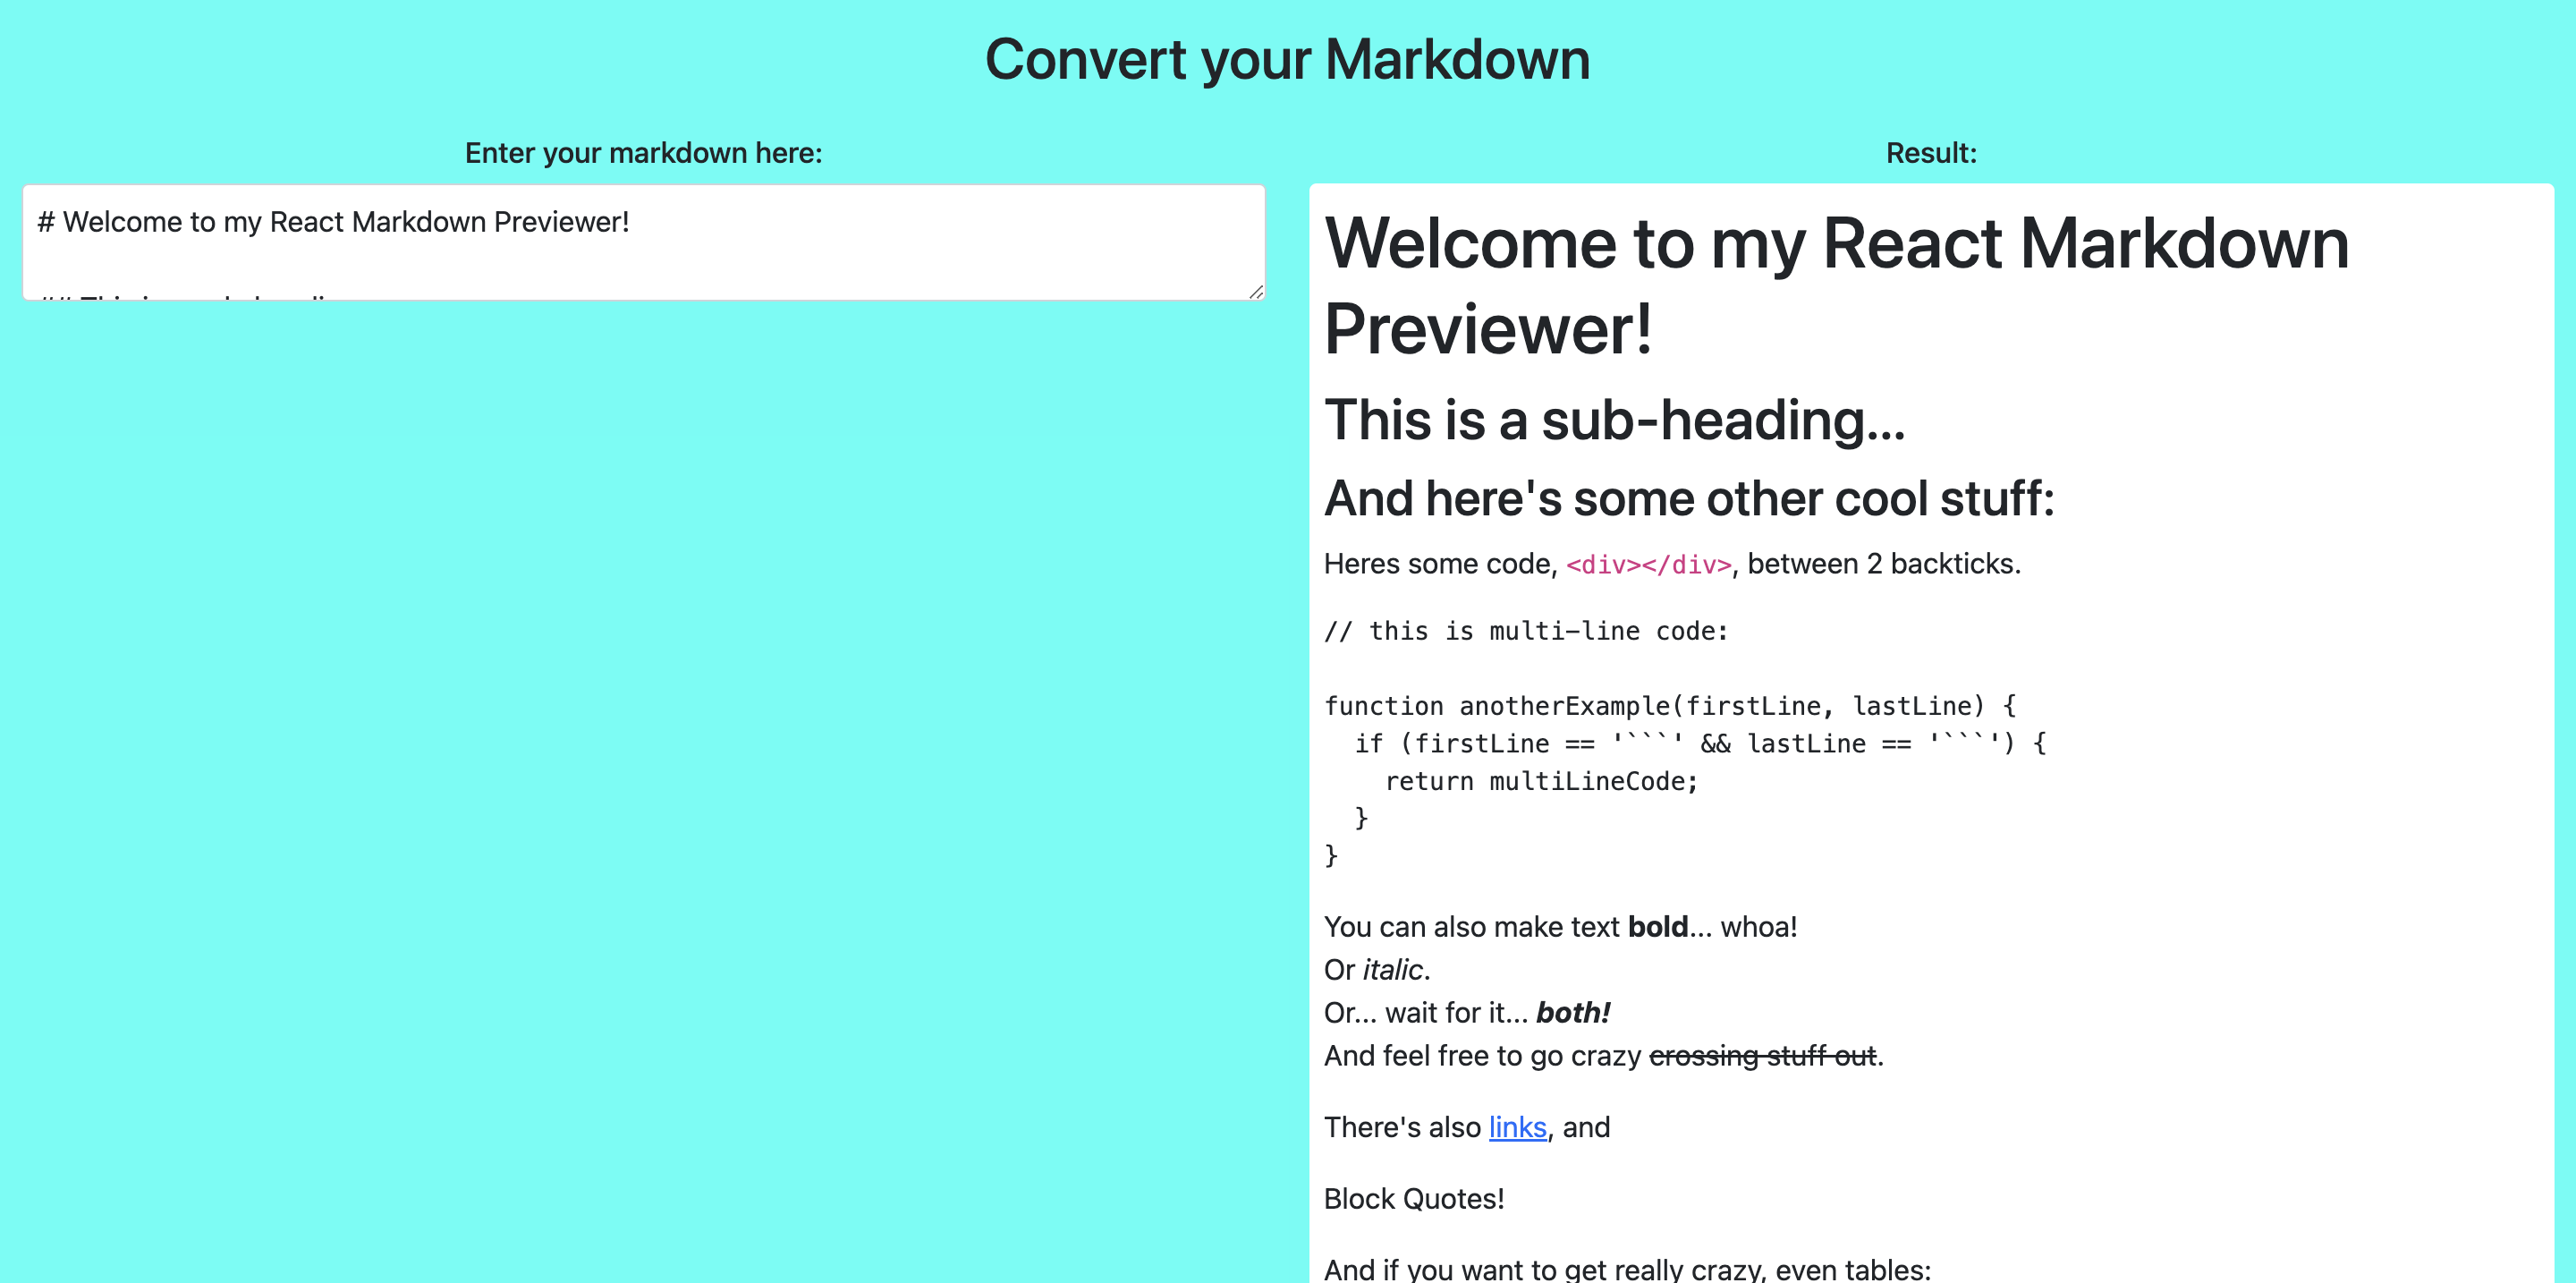 Convert your Markdown
Enter your markdown here:
# Welcome to my React Markdown Previewer!
## This is a sub-heading...
Result:
Welcome to my React Markdown
Previewer!
This is a sub-heading...
And here's some other cool stuff:
Heres some code, <div></div>, between 2 backticks.
// this is multi-line code:
function anotherExample(firstLine, lastLine) {
  if (firstLine == '```' && lastLine == '```') {
    return multiLineCode;
  }
}
You can also make text bold... whoa!
Or italic.
Or... wait for it... both!
And feel free to go crazy crossing stuff out.
There's also links, and
Block Quotes!
And if you want to get really crazy, even tables: